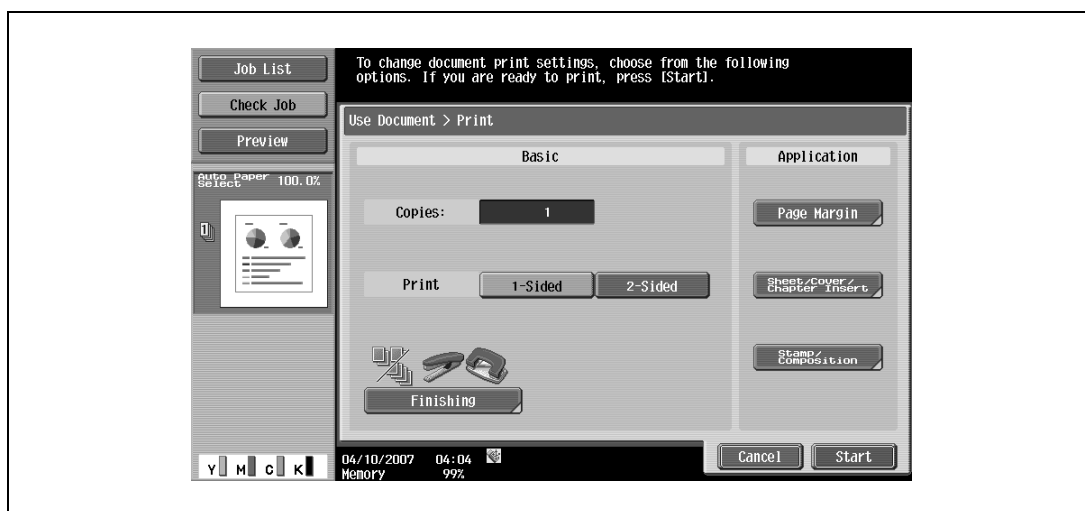 Job List
Check Job
Preview
To change document print settings, choose from the following
options. If you are ready to print, press [Start].
Use Document > Print
Auto Paper
Select 100.0%
1
Basic
Copies: 1
Print 1-Sided 2-Sided
Finishing
Application
Page Margin
Sheet/Cover/
Chapter Insert
Stamp/
Composition
Y M C K
04/10/2007 04:04
Memory 99%
Cancel Start